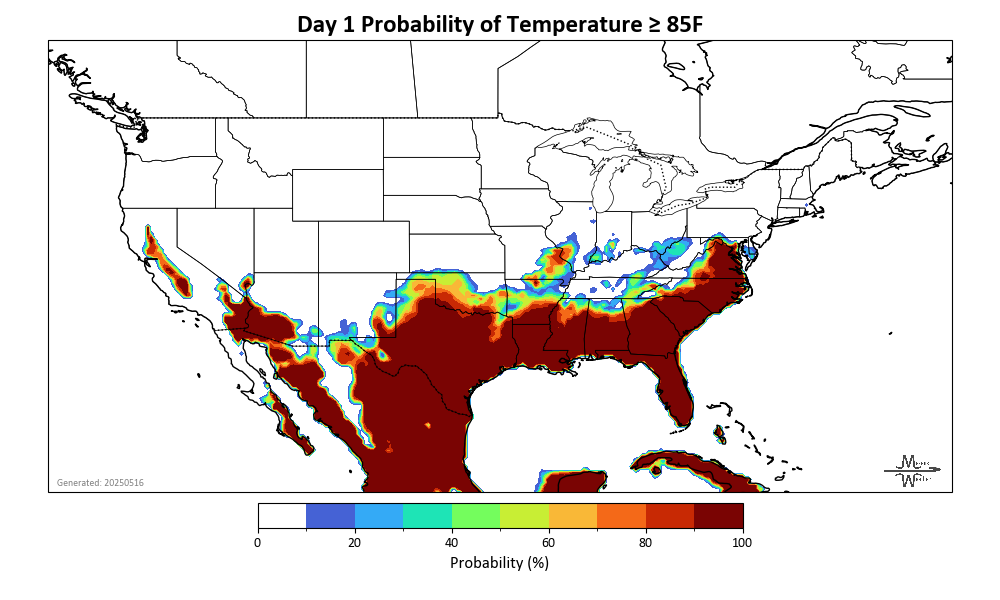 Day 1 Probability of Temperature ≥ 85F
Generated: 20250516
0 20 40 60 80 100
Probability (%)